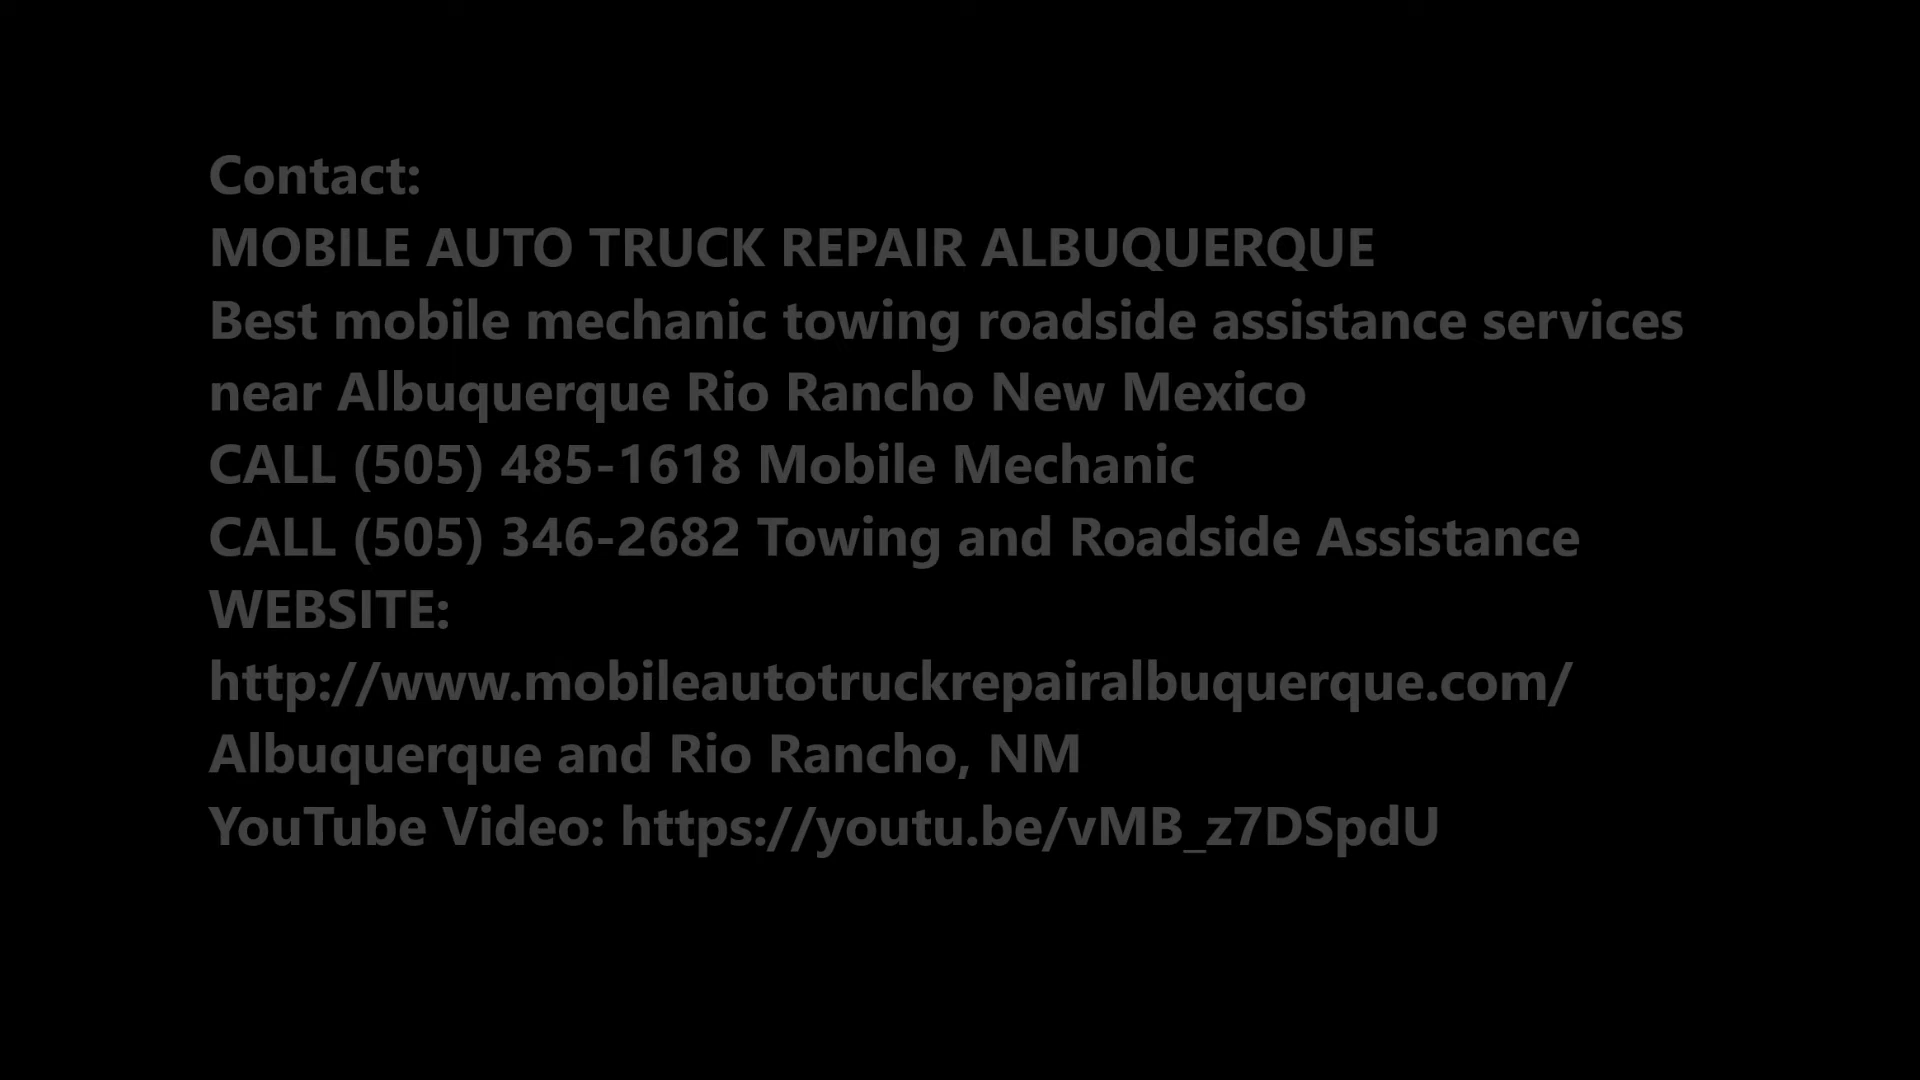 Contact:
MOBILE AUTO TRUCK REPAIR ALBUQUERQUE
Best mobile mechanic towing roadside assistance services
near Albuquerque Rio Rancho New Mexico
CALL (505) 485-1618 Mobile Mechanic
CALL (505) 346-2682 Towing and Roadside Assistance
WEBSITE:
http://www.mobileautotruckrepairalbuquerque.com/
Albuquerque and Rio Rancho, NM
YouTube Video: https://youtu.be/vMB_z7DSpdU